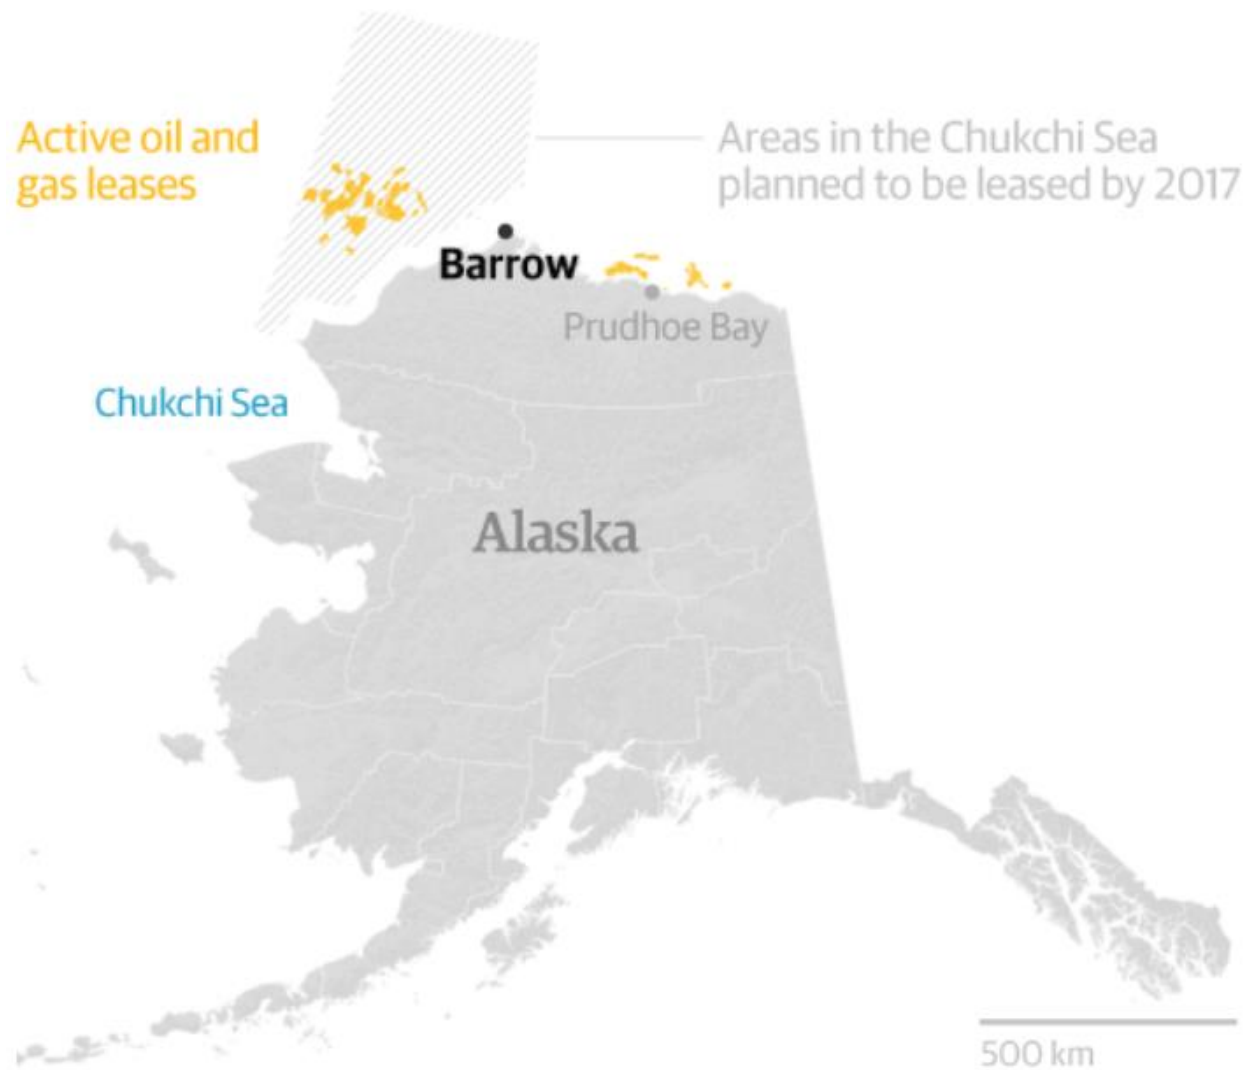 Active oil and
gas leases
Areas in the Chukchi Sea
planned to be leased by 2017
Barrow
Prudhoe Bay
Chukchi Sea
Alaska
500 km